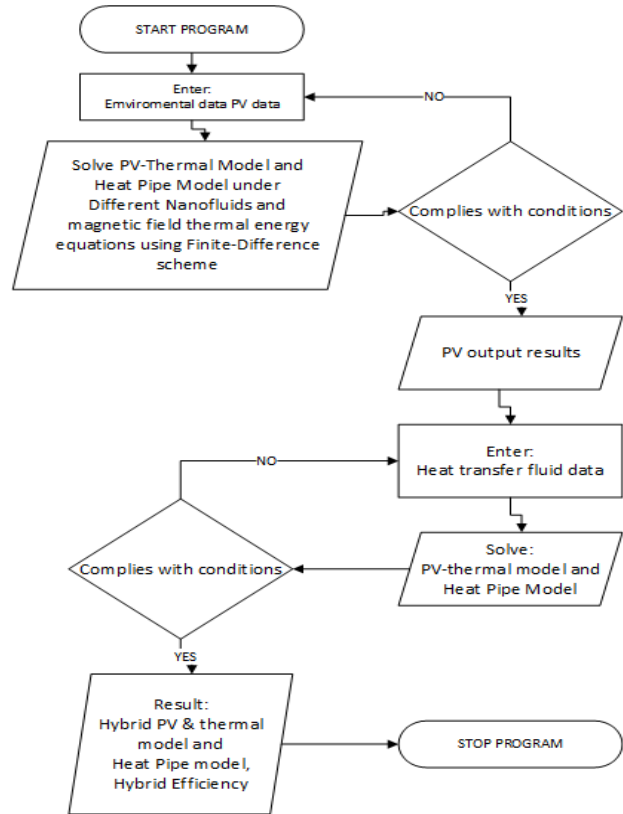 START PROGRAM
Enter:
Emviromental data PV data
NO
Solve PV-Thermal Model and
Heat Pipe Model under
Different Nanofluids and
magnetic field thermal energy
equations using Finite-Difference
scheme
Complies with conditions
YES
PV output results
Enter:
Heat transfer fluid data
NO
Solve:
PV-thermal model and
Heat Pipe Model
Complies with conditions
YES
Result:
Hybrid PV & thermal
model and
Heat Pipe model,
Hybrid Efficiency
STOP PROGRAM